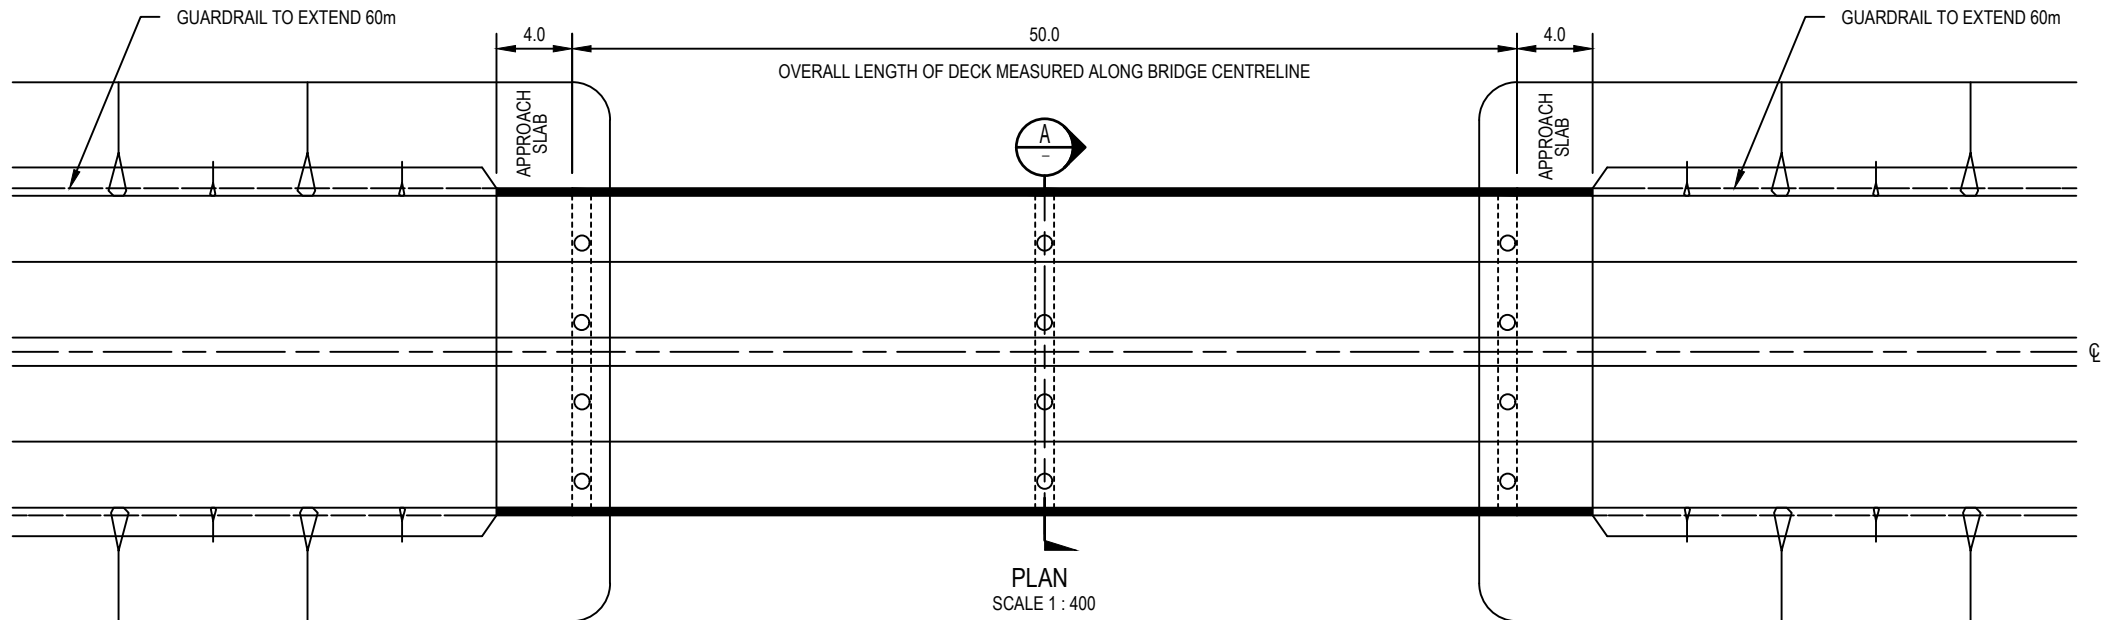 GUARDRAIL TO EXTEND 60m
GUARDRAIL TO EXTEND 60m
4.0
50.0
4.0
OVERALL LENGTH OF DECK MEASURED ALONG BRIDGE CENTRELINE
APPROACH
SLAB
APPROACH
SLAB
A
–
℄
PLAN
SCALE 1 : 400